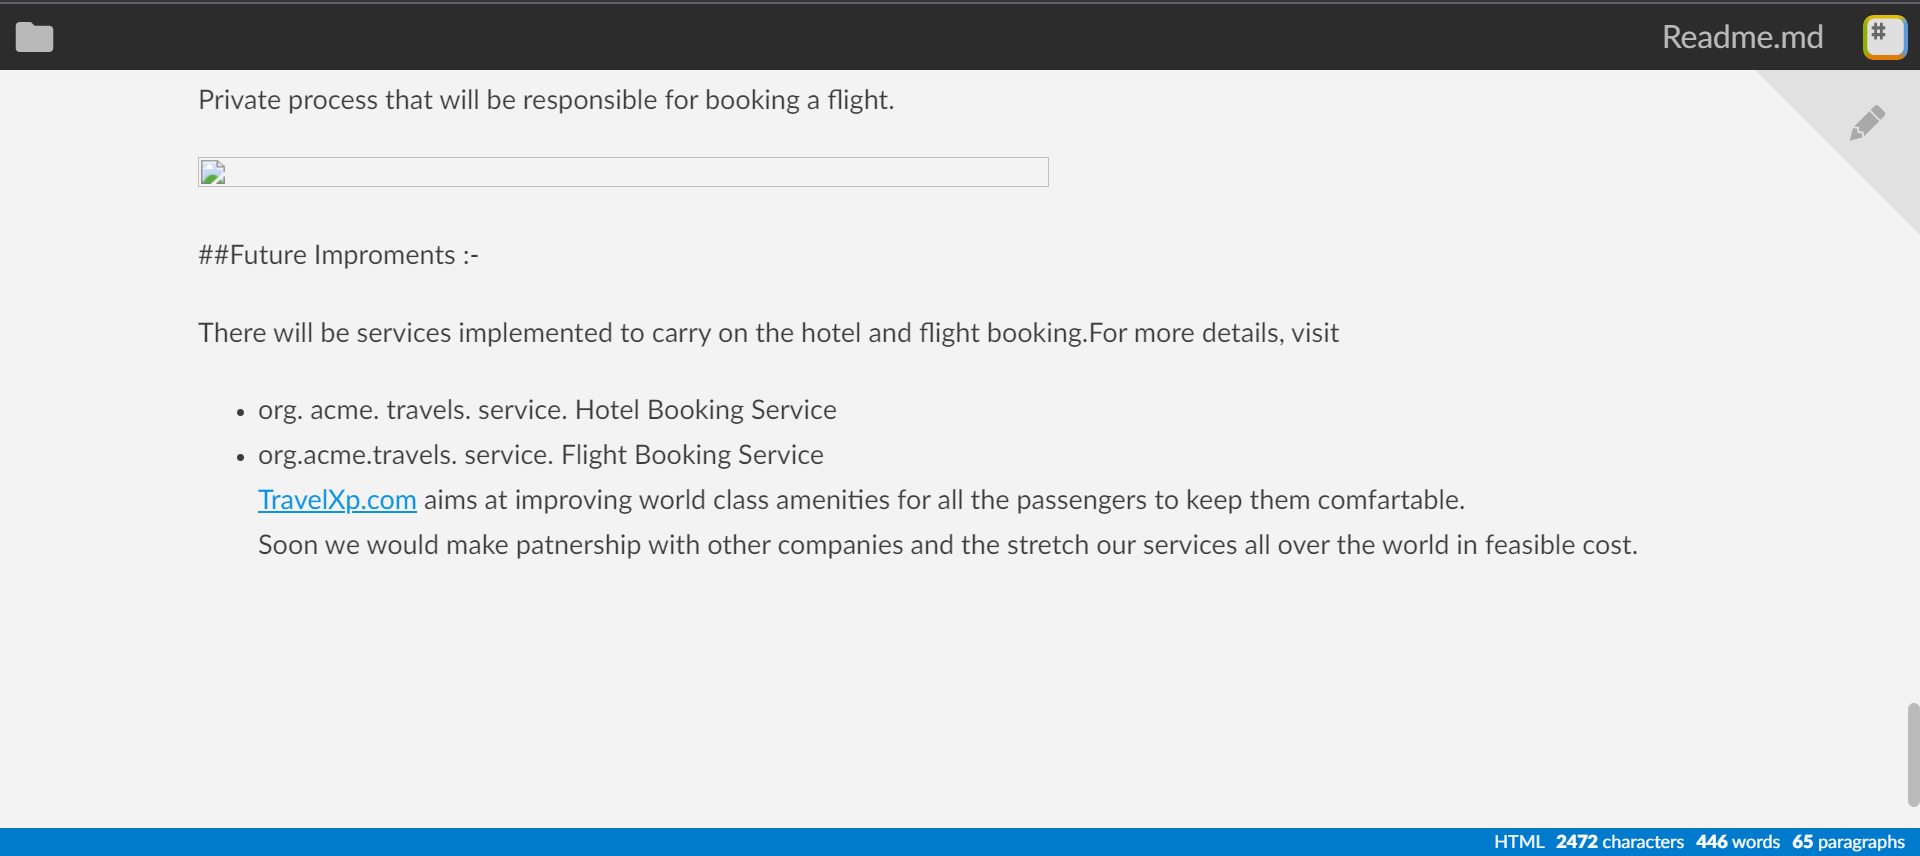 Readme.md
#
Private process that will be responsible for booking a flight.
##Future Improments :-
There will be services implemented to carry on the hotel and flight booking.For more details, visit
• org. acme. travels. service. Hotel Booking Service
• org.acme.travels. service. Flight Booking Service
TravelXp.com aims at improving world class amenities for all the passengers to keep them comfartable.
Soon we would make patnership with other companies and the stretch our services all over the world in feasible cost.
HTML 2472 characters 446 words 65 paragraphs